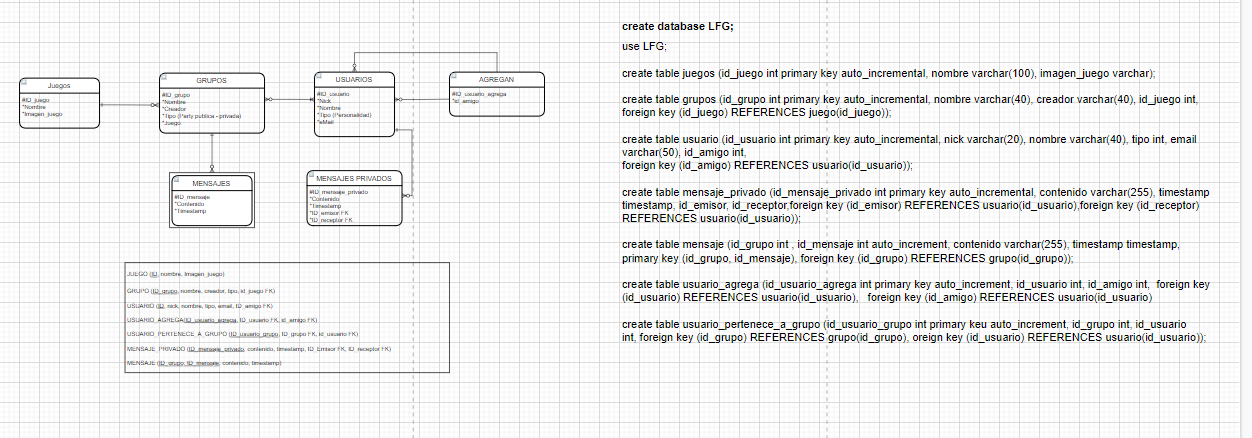 Juegos
#ID_juego
*Nombre
*Imagen_juego
GRUPOS
#ID_grupo
*Nombre
*Creador
*Tipo (Party publica - privada)
*Juego
USUARIOS
#ID_usuario
*Nick
*Nombre
*Tipo (Personalidad)
*eMail
AGREGAN
#ID_usuario_agrega
*id_amigo
MENSAJES
#ID_mensaje
*Contenido
*Timestamp
MENSAJES PRIVADOS
#ID_mensaje_privado
*Contenido
*Timestamp
*ID_emisor FK
*ID_receptor FK
JUEGO (ID, nombre, Imagen_juego)
GRUPO (ID_grupo, nombre, creador, tipo, id_juego FK)
USUARIO (ID, nick, nombre, tipo, email, ID_amigo FK)
USUARIO_AGREGA(ID_usuario_agrega, ID_usuario FK, id_amigo FK)
USUARIO_PERTENECE_A_GRUPO (ID_usuario_grupo, ID_grupo FK, id_usuario FK)
MENSAJE_PRIVADO (ID_mensaje_privado, contenido, timestamp, ID_Emisor FK, ID_receptor FK)
MENSAJE (ID_grupo, ID_mensaje, contenido, timestamp)
create database LFG;
use LFG;
create table juegos (id_juego int primary key auto_incremental, nombre varchar(100), imagen_juego varchar);
create table grupos (id_grupo int primary key auto_incremental, nombre varchar(40), creador varchar(40), id_juego int,
foreign key (id_juego) REFERENCES juego(id_juego));
create table usuario (id_usuario int primary key auto_incremental, nick varchar(20), nombre varchar(40), tipo int, email
varchar(50), id_amigo int,
foreign key (id_amigo) REFERENCES usuario(id_usuario));
create table mensaje_privado (id_mensaje_privado int primary key auto_incremental, contenido varchar(255), timestamp
timestamp, id_emisor, id_receptor,foreign key (id_emisor) REFERENCES usuario(id_usuario),foreign key (id_receptor)
REFERENCES usuario(id_usuario));
create table mensaje (id_grupo int , id_mensaje int auto_increment, contenido varchar(255), timestamp timestamp,
primary key (id_grupo, id_mensaje), foreign key (id_grupo) REFERENCES grupo(id_grupo));
create table usuario_agrega (id_usuario_agrega int primary key auto_increment, id_usuario int, id_amigo int, foreign key
(id_usuario) REFERENCES usuario(id_usuario), foreign key (id_amigo) REFERENCES usuario(id_usuario)
create table usuario_pertenece_a_grupo (id_usuario_grupo int primary keu auto_increment, id_grupo int, id_usuario
int, foreign key (id_grupo) REFERENCES grupo(id_grupo), oreign key (id_usuario) REFERENCES usuario(id_usuario));